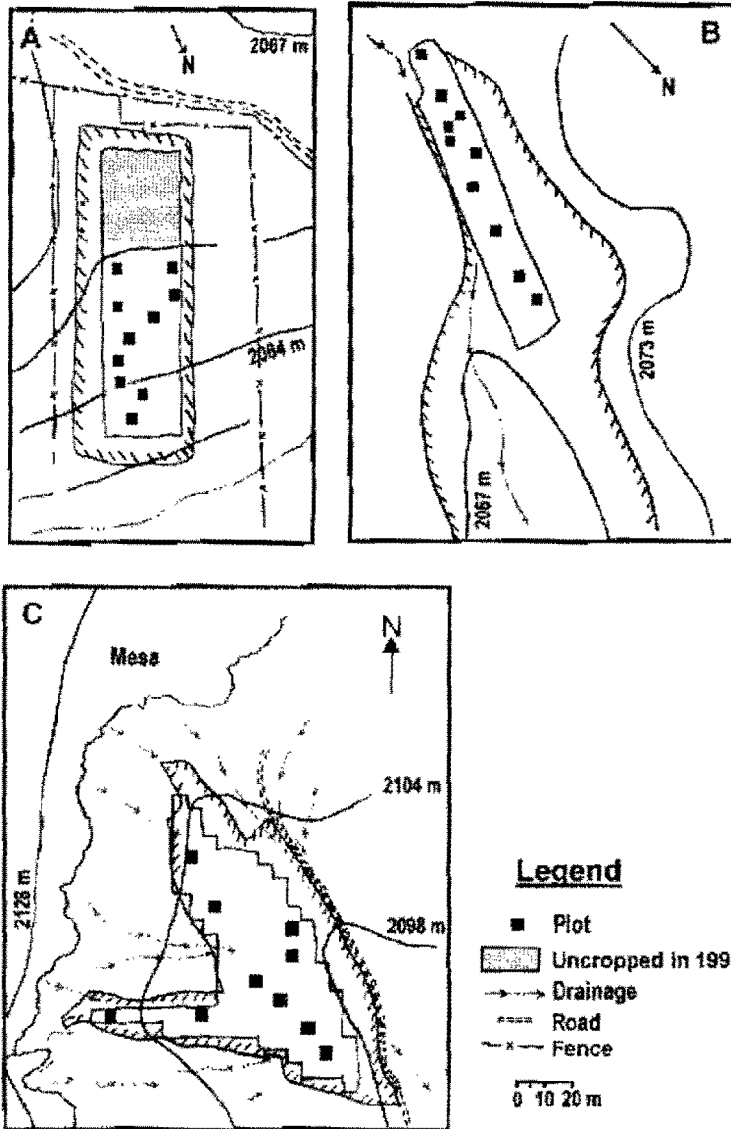 A
N
2067 m
2064 m
B
N
2073 m
2067 m
C
Mesa
N
2104 m
2128 m
2098 m
Legend
Plot
Uncropped in 199
Drainage
Road
Fence
0 10 20 m